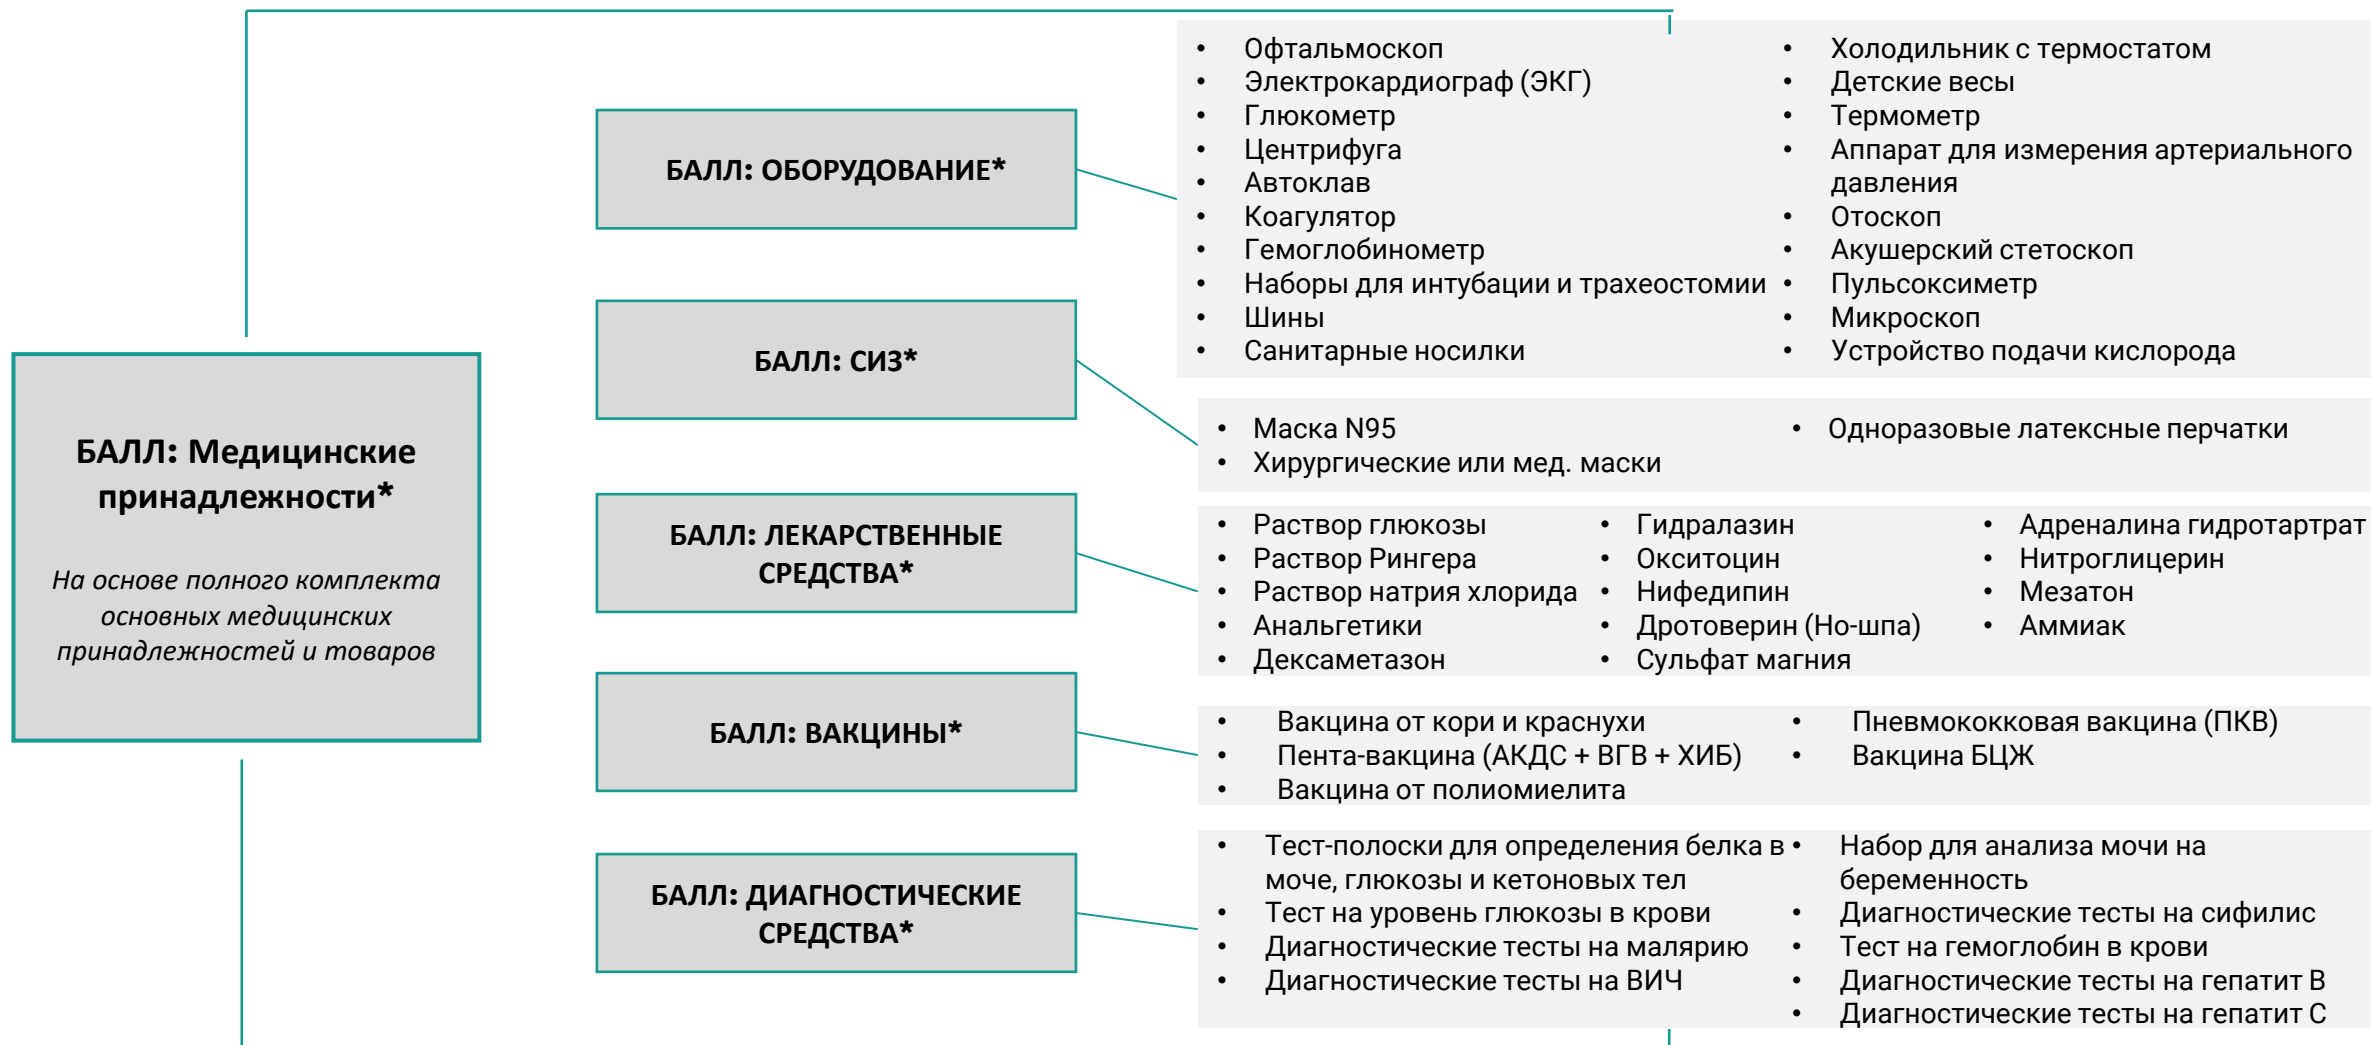 БАЛЛ: Медицинские
принадлежности*
На основе полного комплекта
основных медицинских
принадлежностей и товаров
БАЛЛ: ОБОРУДОВАНИЕ*
• Офтальмоскоп
• Электрокардиограф (ЭКГ)
• Глюкометр
• Центрифуга
• Автоклав
• Коагулятор
• Гемоглобинометр
• Наборы для интубации и трахеостомии
• Шины
• Санитарные носилки
• Холодильник с термостатом
• Детские весы
• Термометр
• Аппарат для измерения артериального
давления
• Отоскоп
• Акушерский стетоскоп
• Пульсоксиметр
• Микроскоп
• Устройство подачи кислорода
БАЛЛ: СИЗ*
• Маска N95
• Хирургические или мед. маски
• Одноразовые латексные перчатки
БАЛЛ: ЛЕКАРСТВЕННЫЕ
СРЕДСТВА*
• Раствор глюкозы
• Раствор Рингера
• Раствор натрия хлорида
• Анальгетики
• Дексаметазон
• Гидралазин
• Окситоцин
• Нифедипин
• Дротоверин (Но-шпа)
• Сульфат магния
• Адреналина гидротартрат
• Нитроглицерин
• Мезатон
• Аммиак
БАЛЛ: ВАКЦИНЫ*
• Вакцина от кори и краснухи
• Пента-вакцина (АКДС + ВГВ + ХИБ)
• Вакцина от полиомиелита
• Пневмококковая вакцина (ПКВ)
• Вакцина БЦЖ
БАЛЛ: ДИАГНОСТИЧЕСКИЕ
СРЕДСТВА*
• Тест-полоски для определения белка в
моче, глюкозы и кетоновых тел
• Тест на уровень глюкозы в крови
• Диагностические тесты на малярию
• Диагностические тесты на ВИЧ
• Набор для анализа мочи на
беременность
• Диагностические тесты на сифилис
• Тест на гемоглобин в крови
• Диагностические тесты на гепатит B
• Диагностические тесты на гепатит C